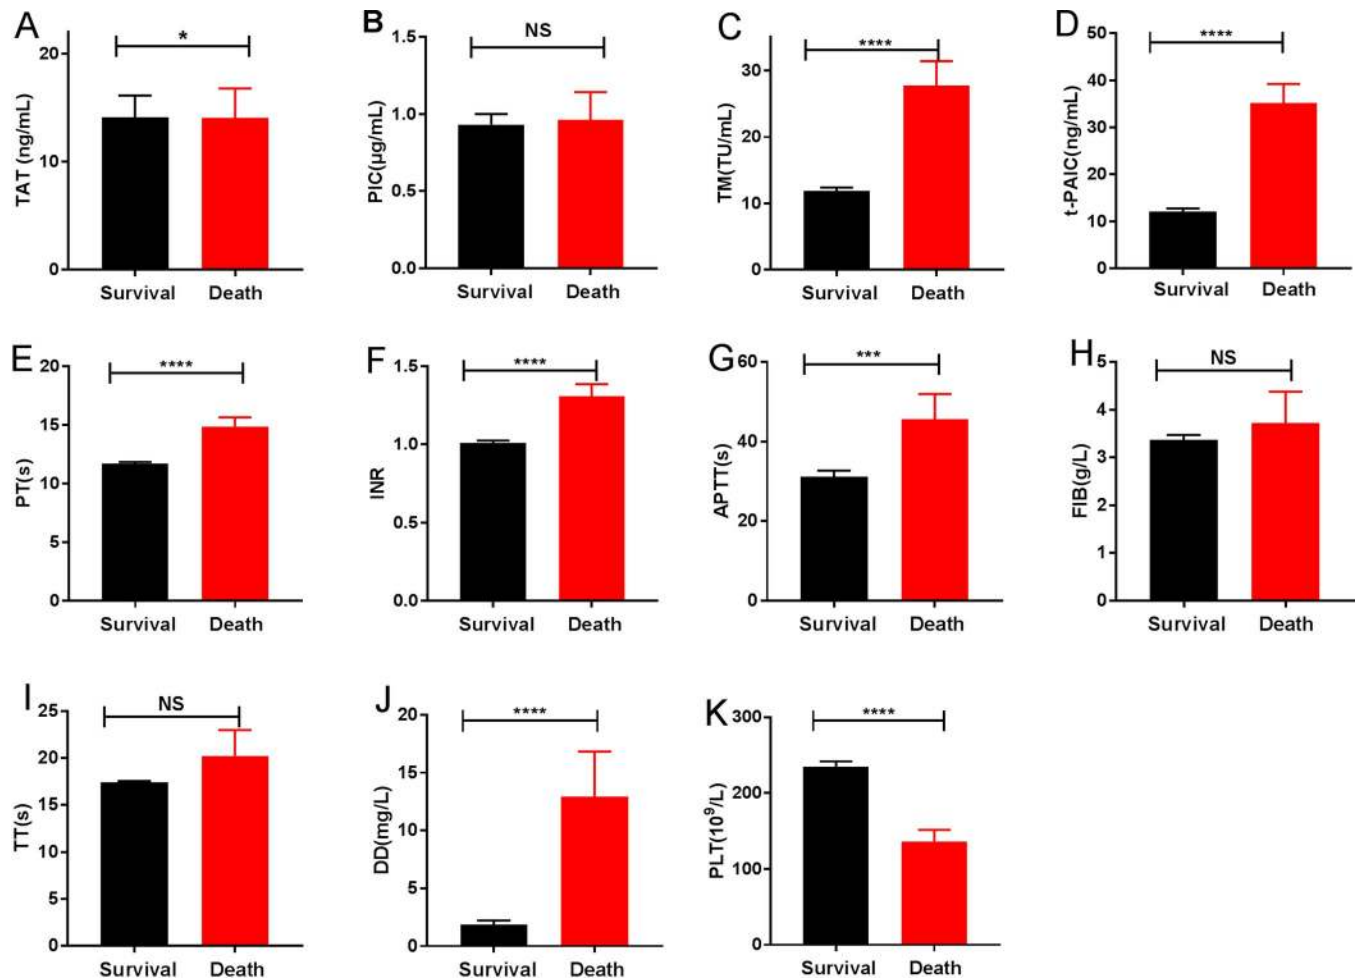 A
TAT (ng/mL)
20
10
0
*
Survival Death
B
PIC(μg/mL)
1.5
1.0
0.5
0.0
NS
Survival Death
C
TM(TU/mL)
30
20
10
0
****
Survival Death
D
t-PAIC(ng/mL)
50
40
30
20
10
0
****
Survival Death
E
PT(s)
20
15
10
5
0
****
Survival Death
F
INR
1.5
1.0
0.5
0.0
****
Survival Death
G
APTT(s)
60
40
20
0
***
Survival Death
H
FIB(g/L)
5
4
3
2
1
0
NS
Survival Death
I
TT(s)
25
20
15
10
5
0
NS
Survival Death
J
DD(mg/L)
20
15
10
5
0
****
Survival Death
K
PLT(10⁹/L)
300
200
100
0
****
Survival Death